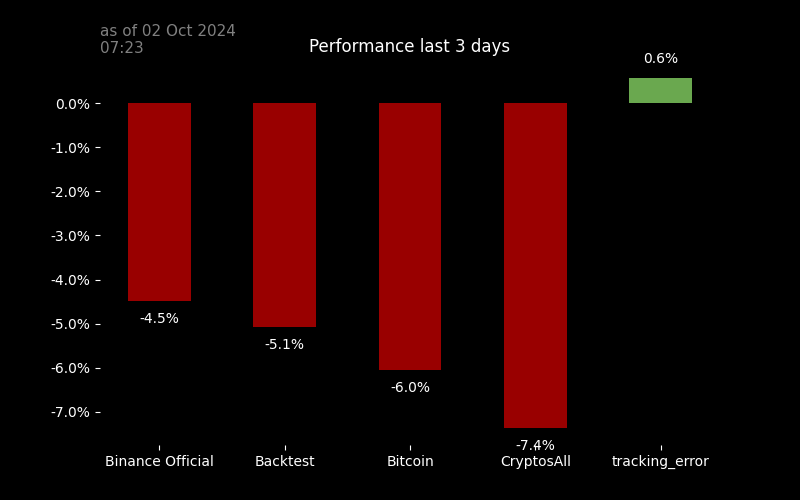 as of 02 Oct 2024
07:23
Performance last 3 days
0.6%
0.0%
-1.0%
-2.0%
-3.0%
-4.0%
-5.0%
-6.0%
-7.0%
-4.5%
-5.1%
-6.0%
-7.4%
Binance Official
Backtest
Bitcoin
CryptosAll
tracking_error